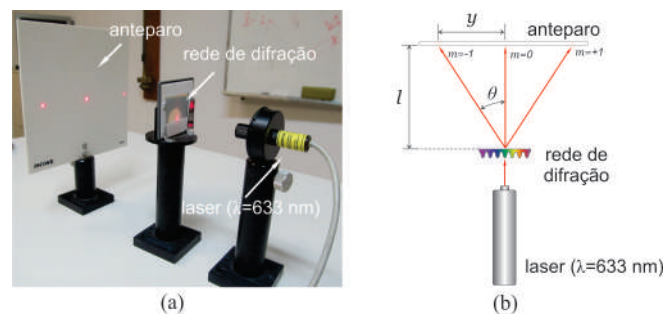 anteparo
rede de difração
laser (λ=633 nm)
(a)
y
anteparo
m=-1
m=0
m=+1
l
θ
rede de
difração
laser (λ=633 nm)
(b)